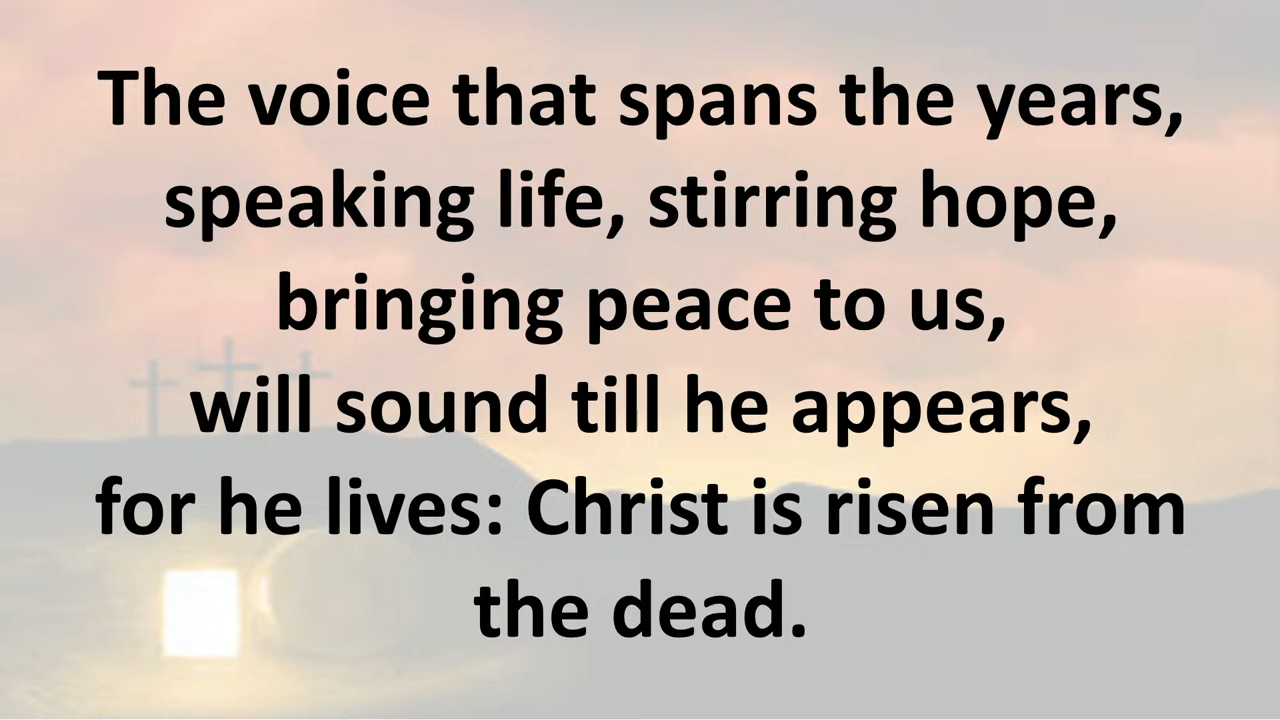 The voice that spans the years,
speaking life, stirring hope,
bringing peace to us,
will sound till he appears,
for he lives: Christ is risen from
the dead.